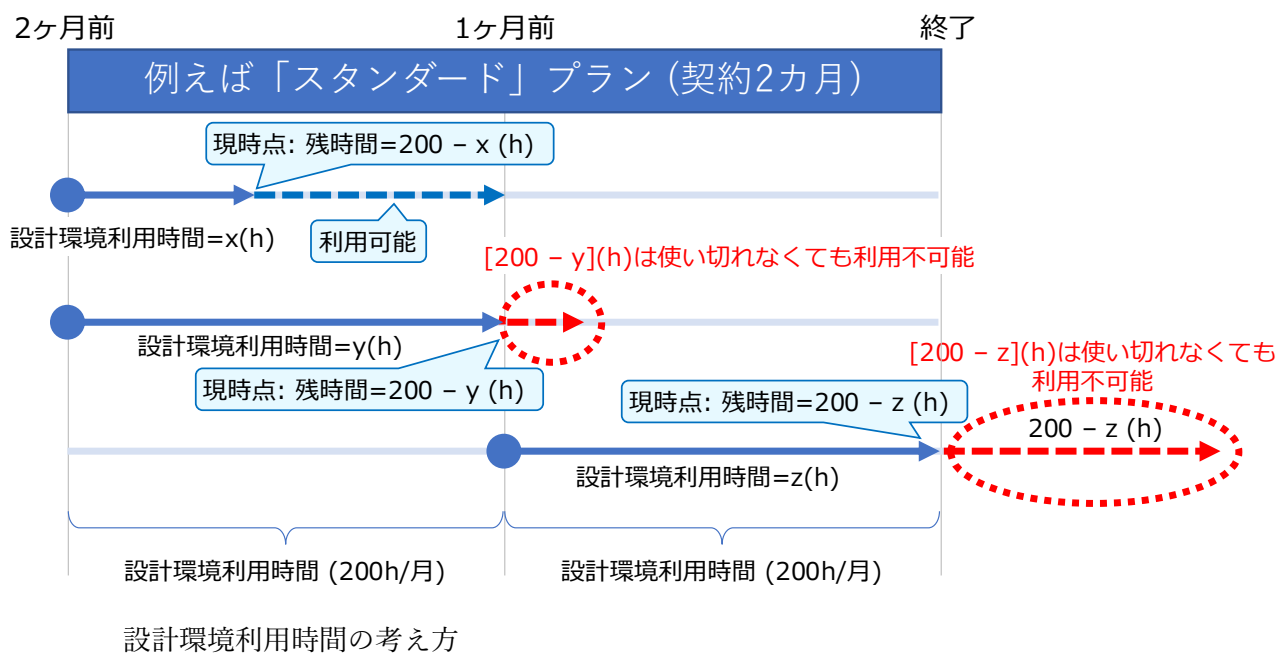 2ヶ月前
1ヶ月前
終了
例えば「スタンダード」プラン (契約2カ月)
現時点: 残時間=200 – x (h)
設計環境利用時間=x(h)
利用可能
[200 – y](h)は使い切れなくても利用不可能
設計環境利用時間=y(h)
現時点: 残時間=200 – y (h)
[200 – z](h)は使い切れなくても
利用不可能
現時点: 残時間=200 – z (h)
200 – z (h)
設計環境利用時間=z(h)
設計環境利用時間 (200h/月)
設計環境利用時間 (200h/月)
設計環境利用時間の考え方